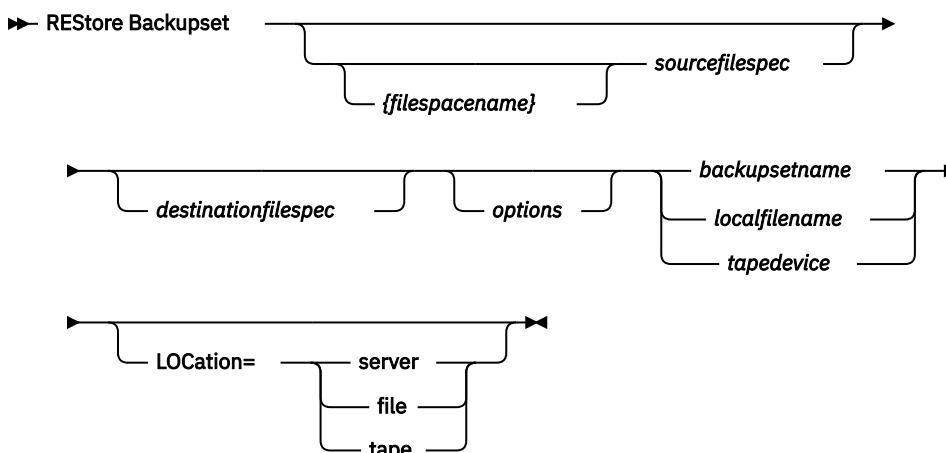 REStore Backupset
sourcefilespec
{filespacename}
backupsetname
destinationfilespec
options
localfilename
tapedevice
LOCation=
server
file
tape